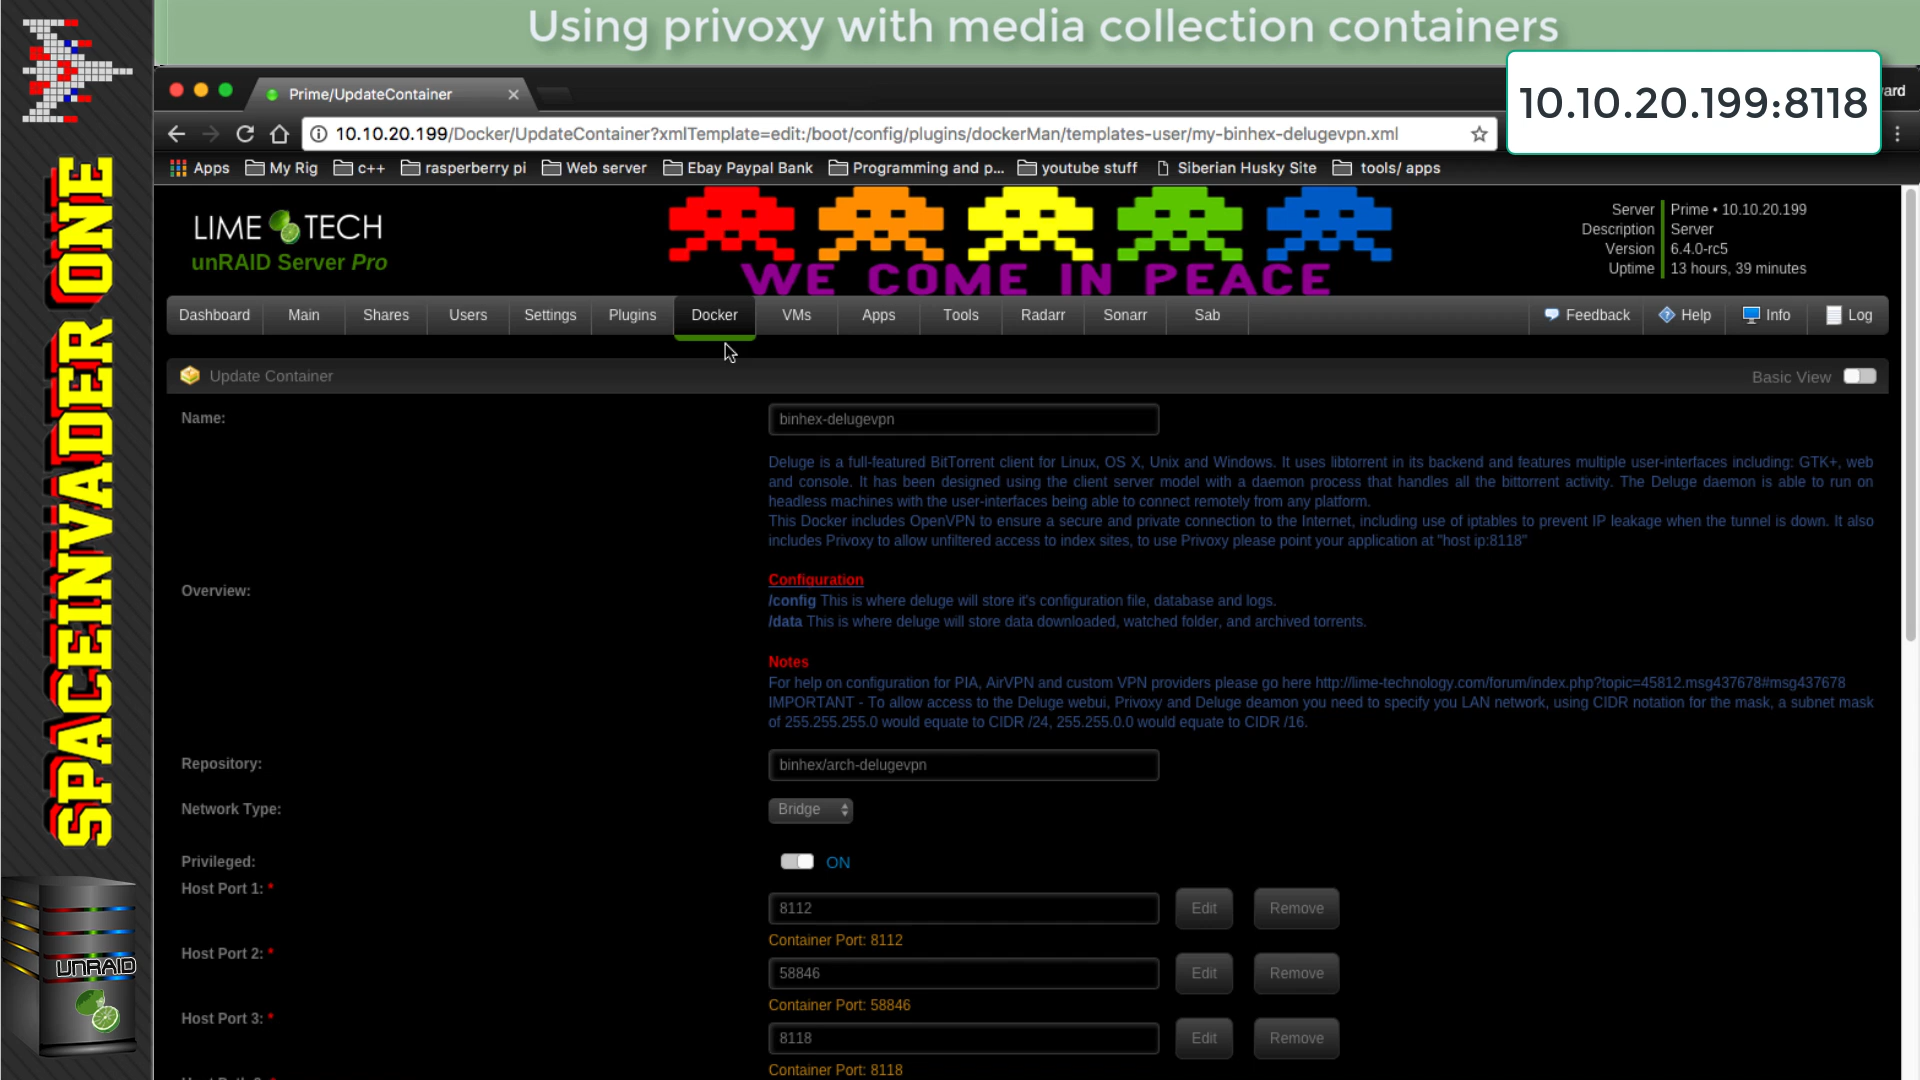 Using privoxy with media collection containers
10.10.20.199:8118
Prime/UpdateContainer
ard
10.10.20.199/Docker/UpdateContainer?xmlTemplate=edit:/boot/config/plugins/dockerMan/templates-user/my-binhex-delugevpn.xml
Apps My Rig c++ rasperberry pi Web server Ebay Paypal Bank Programming and p... youtube stuff Siberian Husky Site tools/ apps
SPACEINVADER ONE
LIME TECH
unRAID Server Pro
WE COME IN PEACE
Server Prime • 10.10.20.199
Description Server
Version 6.4.0-rc5
Uptime 13 hours, 39 minutes
Dashboard Main Shares Users Settings Plugins Docker VMs Apps Tools Radarr Sonarr Sab Feedback Help Info Log
Update Container
Basic View
Name:
binhex-delugevpn
Deluge is a full-featured BitTorrent client for Linux, OS X, Unix and Windows. It uses libtorrent in its backend and features multiple user-interfaces including: GTK+, web
and console. It has been designed using the client server model with a daemon process that handles all the bittorrent activity. The Deluge daemon is able to run on
headless machines with the user-interfaces being able to connect remotely from any platform.
This Docker includes OpenVPN to ensure a secure and private connection to the Internet, including use of iptables to prevent IP leakage when the tunnel is down. It also
includes Privoxy to allow unfiltered access to index sites, to use Privoxy please point your application at "host ip:8118"
Overview:
Configuration
/config This is where deluge will store it's configuration file, database and logs.
/data This is where deluge will store data downloaded, watched folder, and archived torrents.
Notes
For help on configuration for PIA, AirVPN and custom VPN providers please go here http://lime-technology.com/forum/index.php?topic=45812.msg437678#msg437678
IMPORTANT - To allow access to the Deluge webui, Privoxy and Deluge deamon you need to specify you LAN network, using CIDR notation for the mask, a subnet mask
of 255.255.255.0 would equate to CIDR /24, 255.255.0.0 would equate to CIDR /16.
Repository:
binhex/arch-delugevpn
Network Type:
Bridge
Privileged:
ON
Host Port 1: *
8112 Edit Remove
Container Port: 8112
Host Port 2: *
58846 Edit Remove
Container Port: 58846
Host Port 3: *
8118 Edit Remove
Container Port: 8118
UNRAID